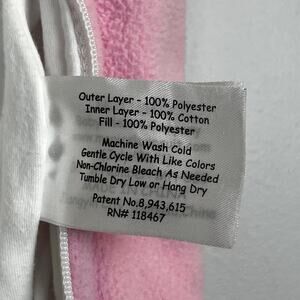 Outer Layer - 100% Polyester
Inner Layer - 100% Cotton
Fill - 100% Polyester
Machine Wash Cold
Gentle Cycle With Like Colors
Non-Chlorine Bleach As Needed
Tumble Dry Low or Hang Dry
Patent No.8,943,615
RN# 118467